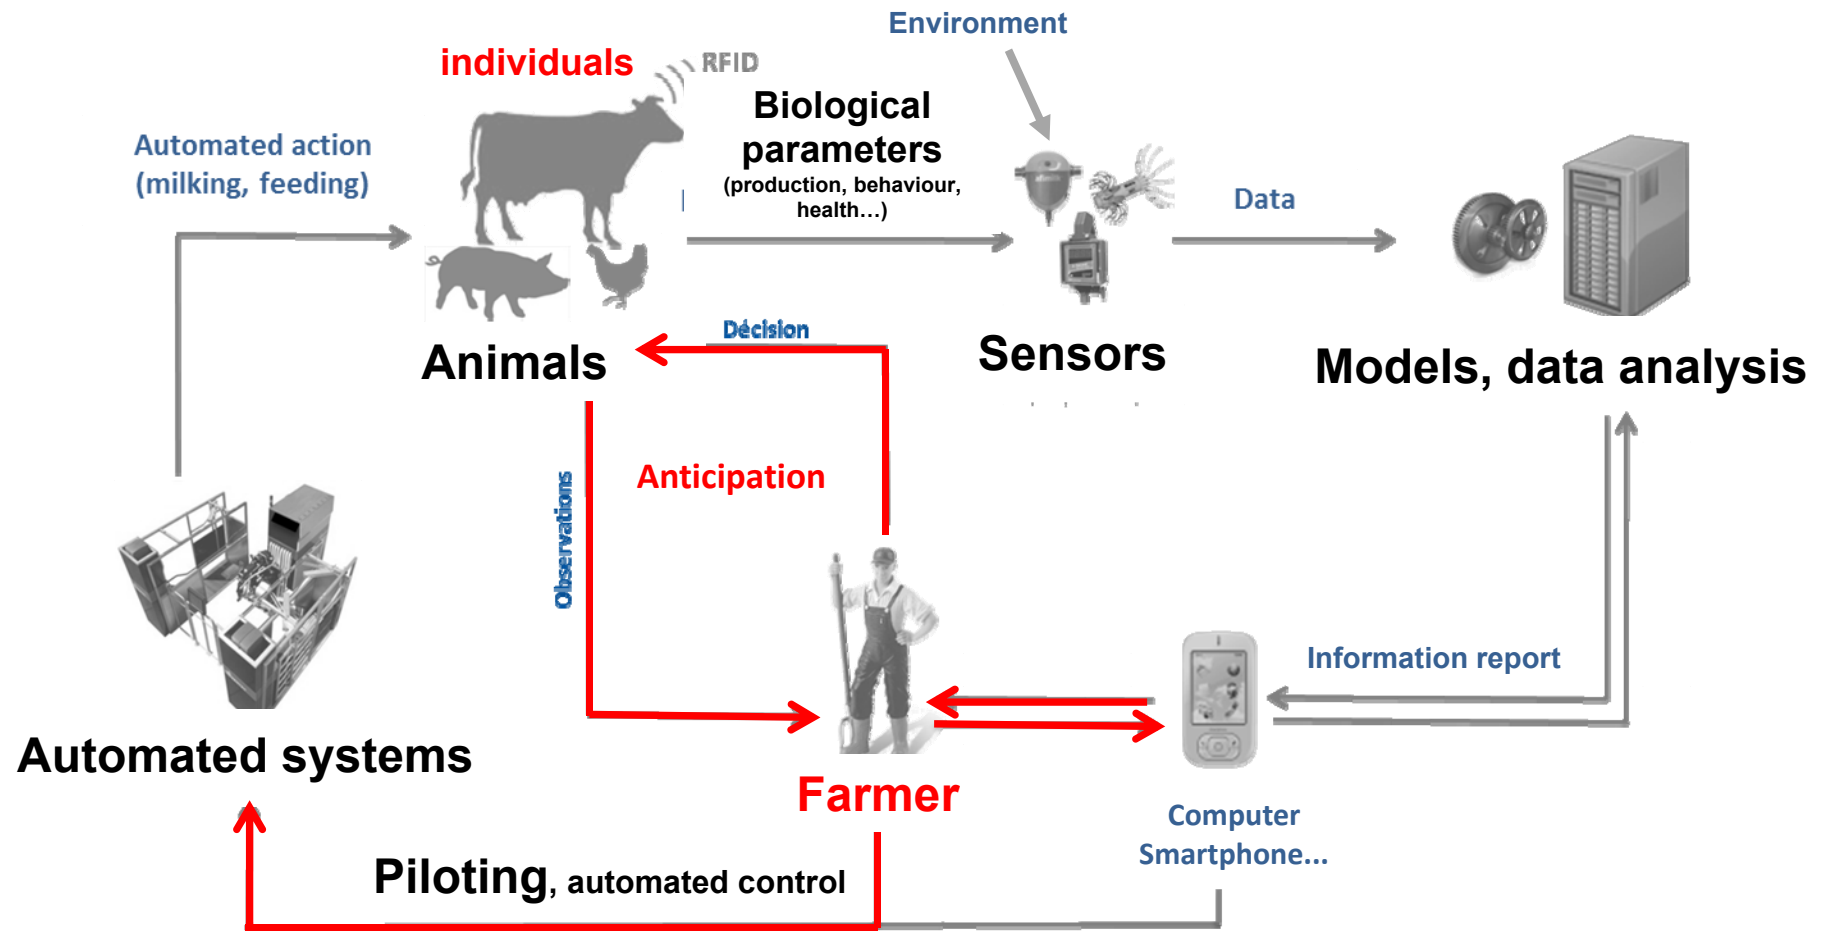 Environment
individuals
RFID
Biological
parameters
(production, behaviour,
health...)
Automated action
(milking, feeding)
Data
Décision
Animals
Sensors
Models, data analysis
Anticipation
Observations
Information report
Automated systems
Farmer
Computer
Smartphone...
Piloting, automated control